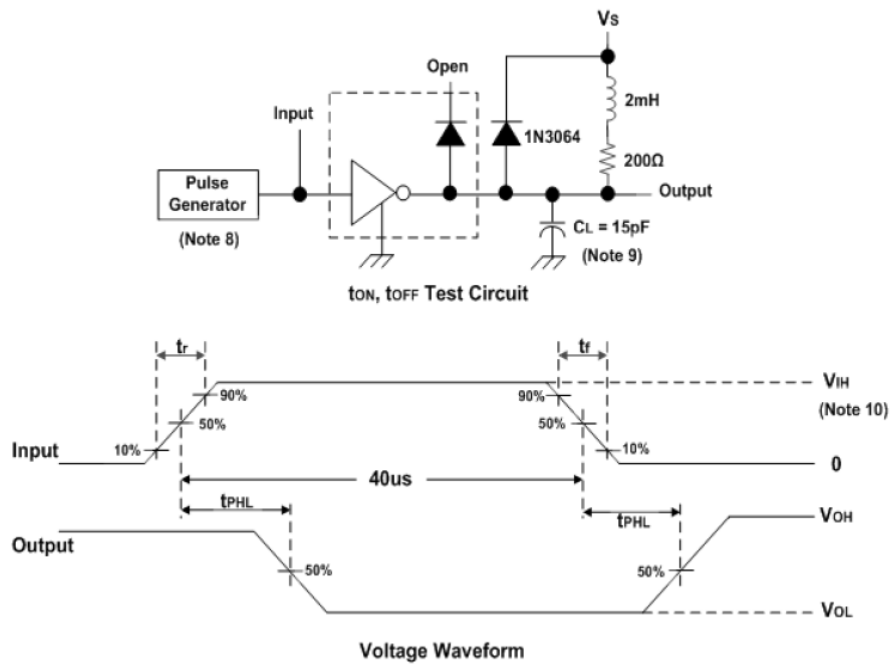 Vs
Open
2mH
Input
1N3064
200Ω
Pulse
Generator
Output
(Note 8)
CL = 15pF
(Note 9)
tON, tOFF Test Circuit
tr
tf
90%
90%
VIH
(Note 10)
50%
50%
Input
10%
10%
0
40us
tPHL
tPHL
VOH
Output
50%
50%
VOL
Voltage Waveform